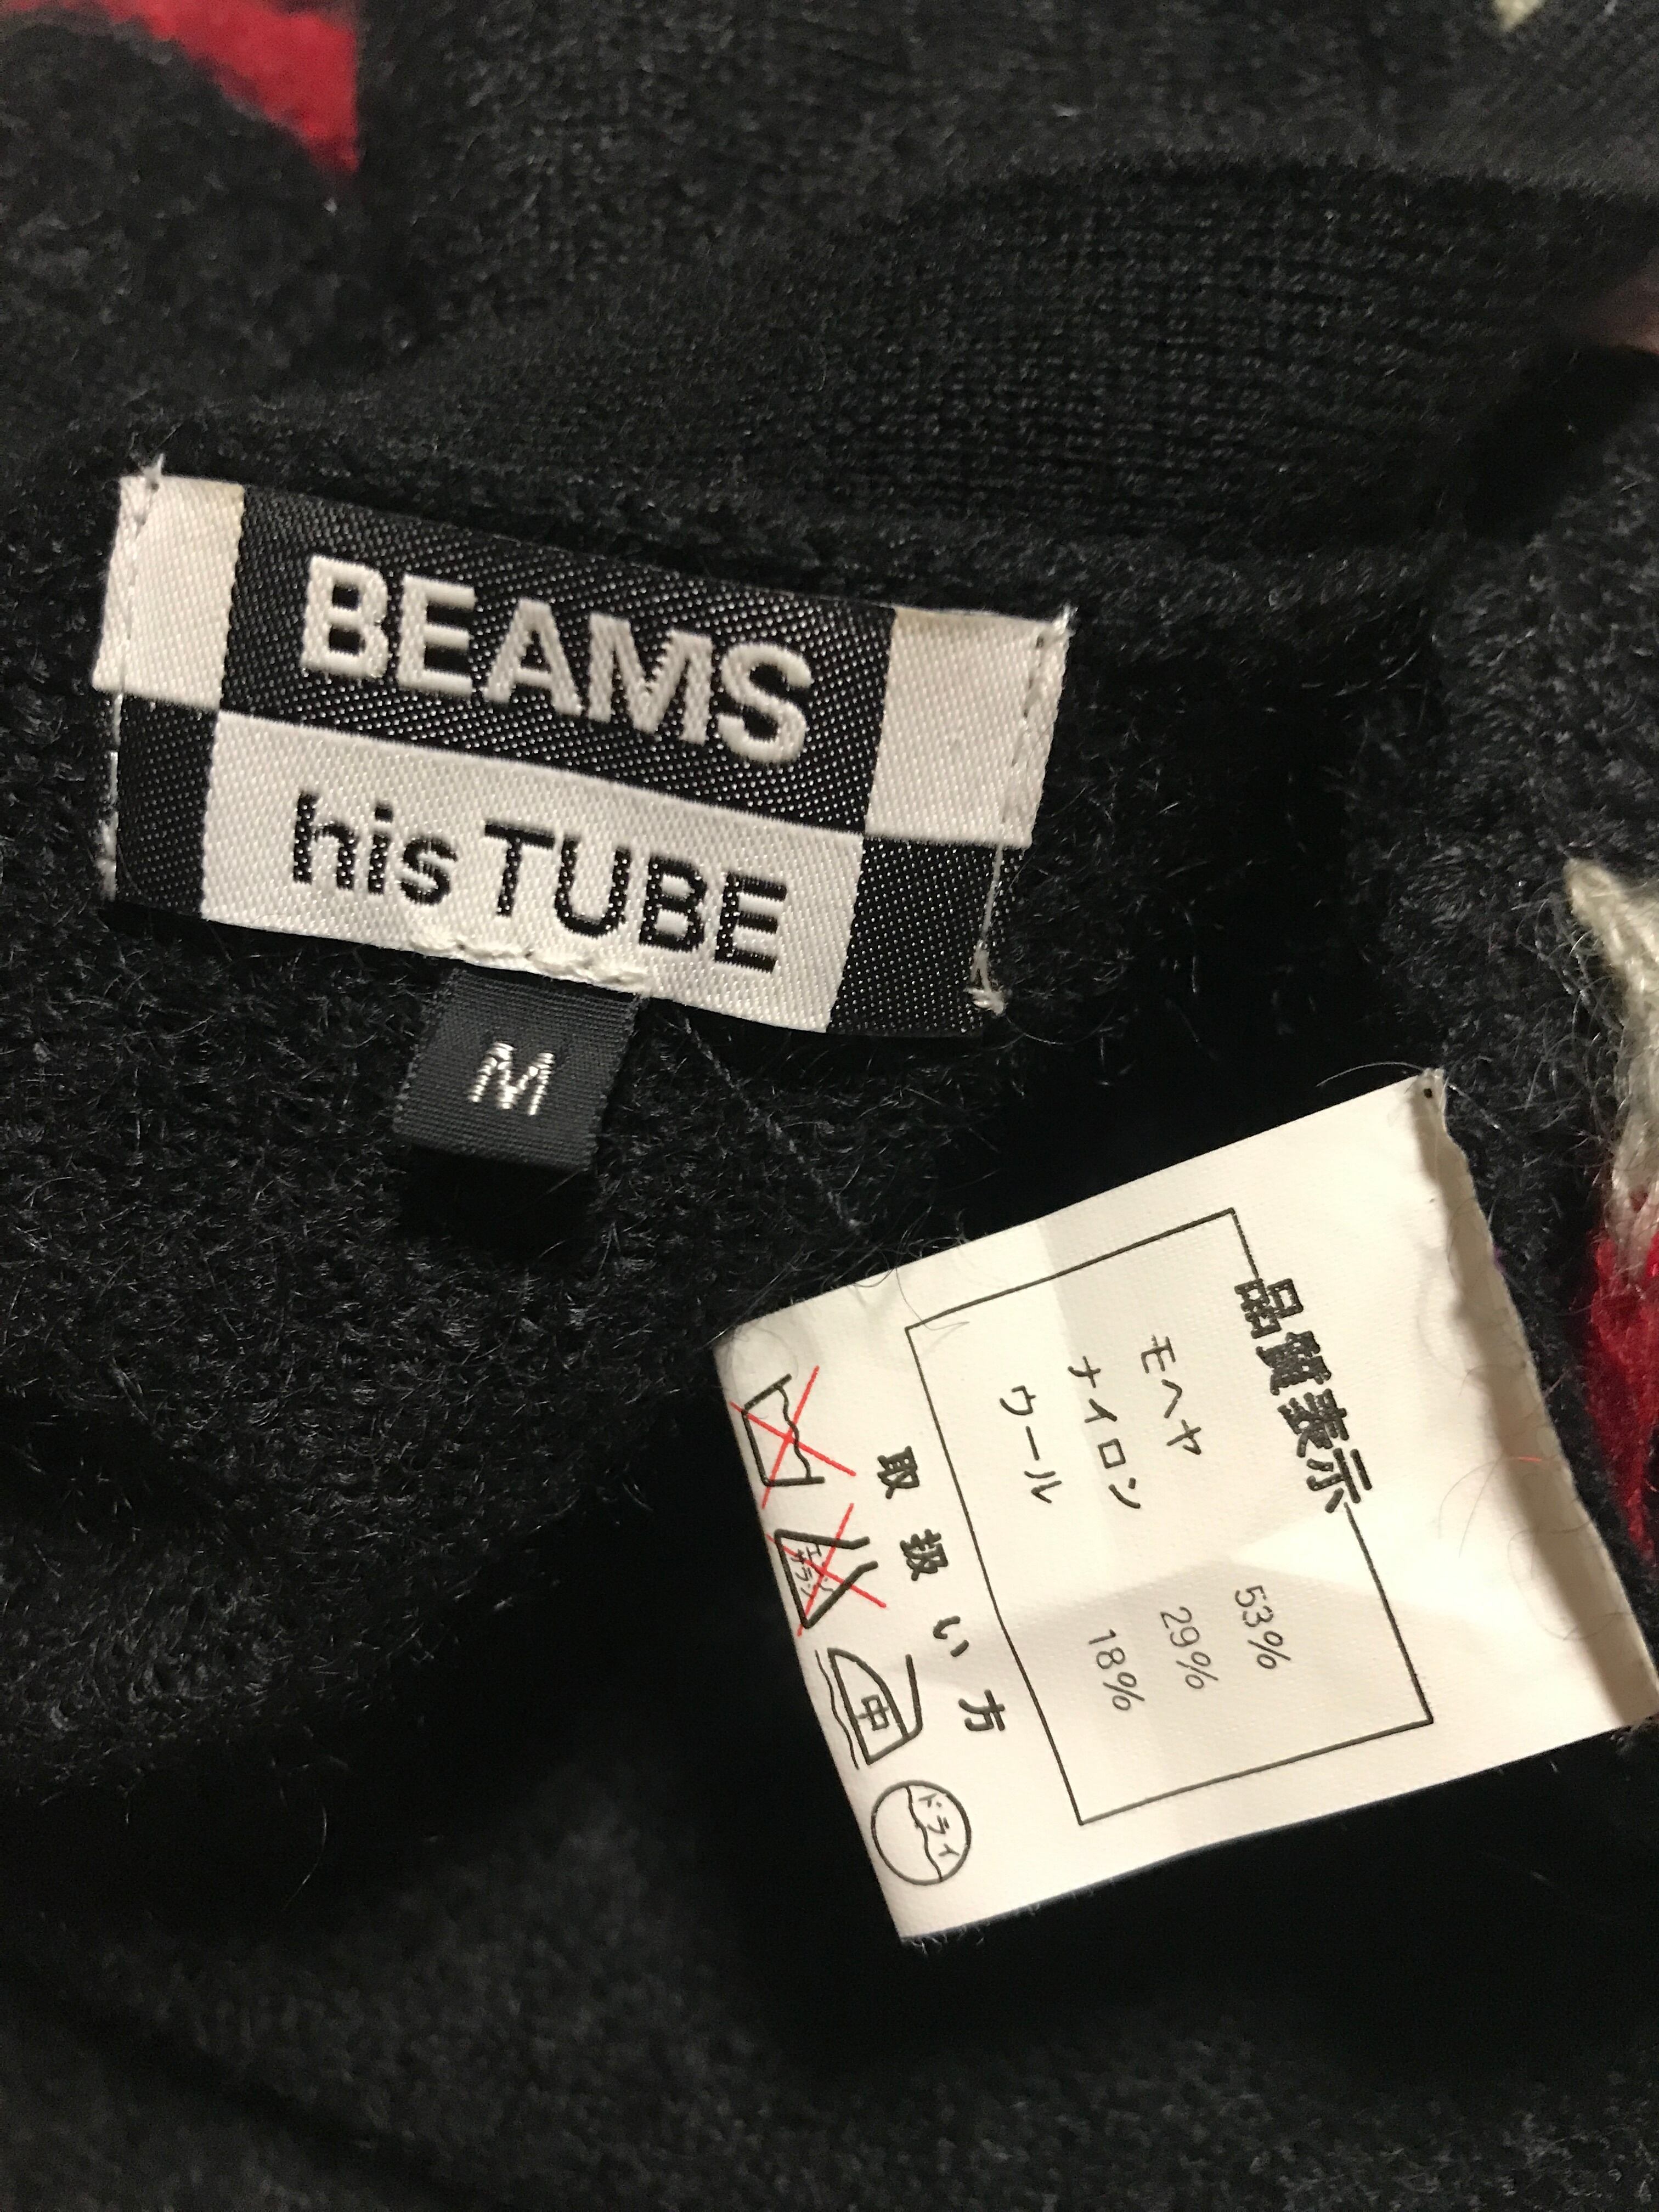 BEAMS
his TUBE
M
品質表示
モヘヤ 53%
ナイロン 29%
ウール 18%
取扱い方
中
ドライ